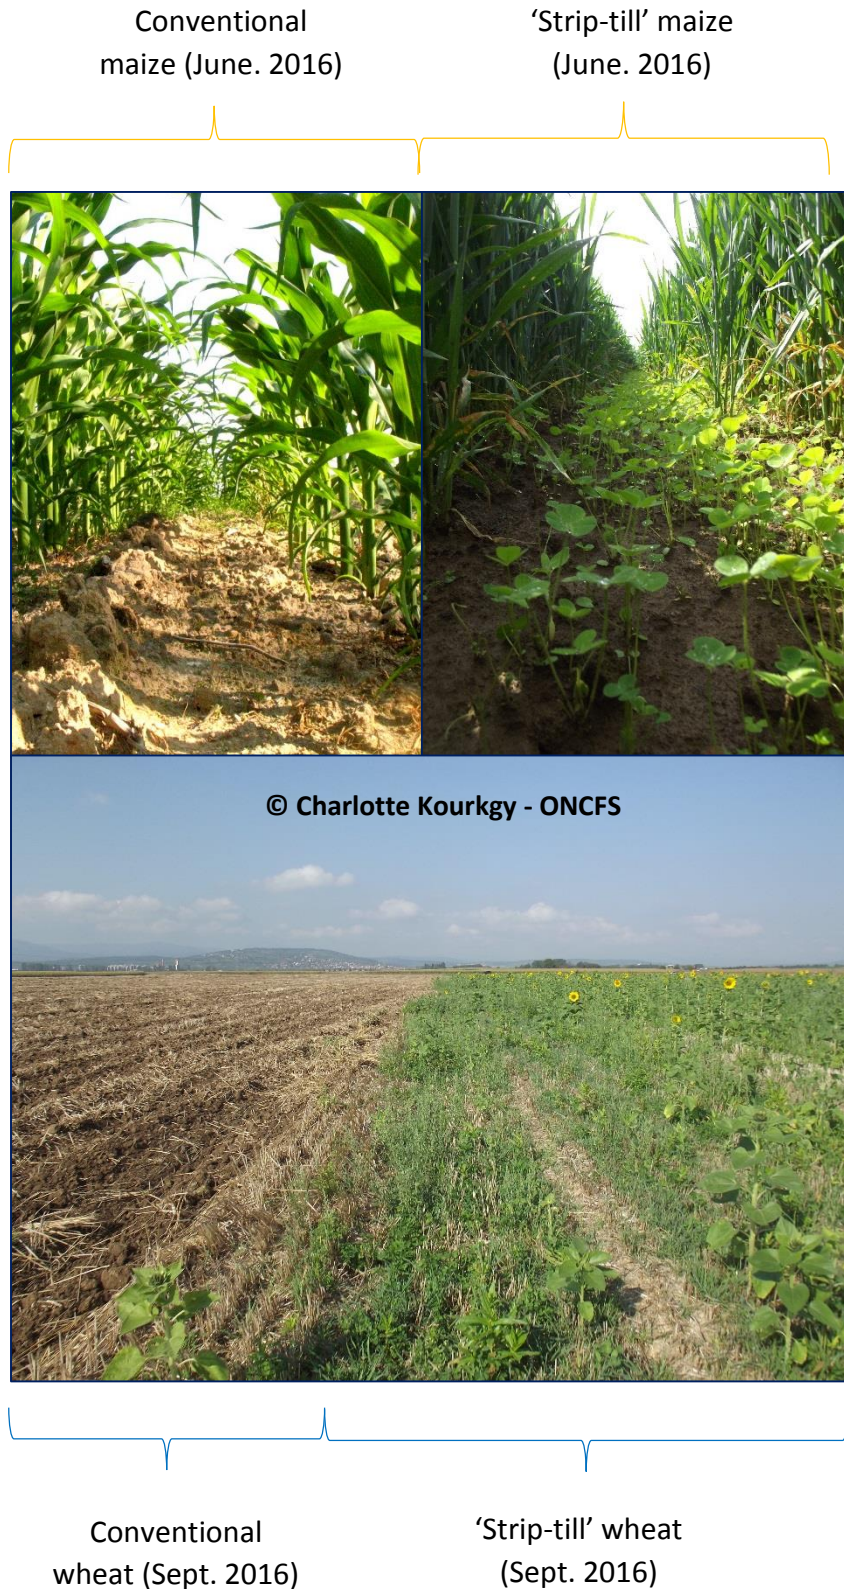 Conventional
maize (June. 2016)
‘Strip-till’ maize
(June. 2016)
© Charlotte Kourkgy - ONCFS
Conventional
wheat (Sept. 2016)
‘Strip-till’ wheat
(Sept. 2016)